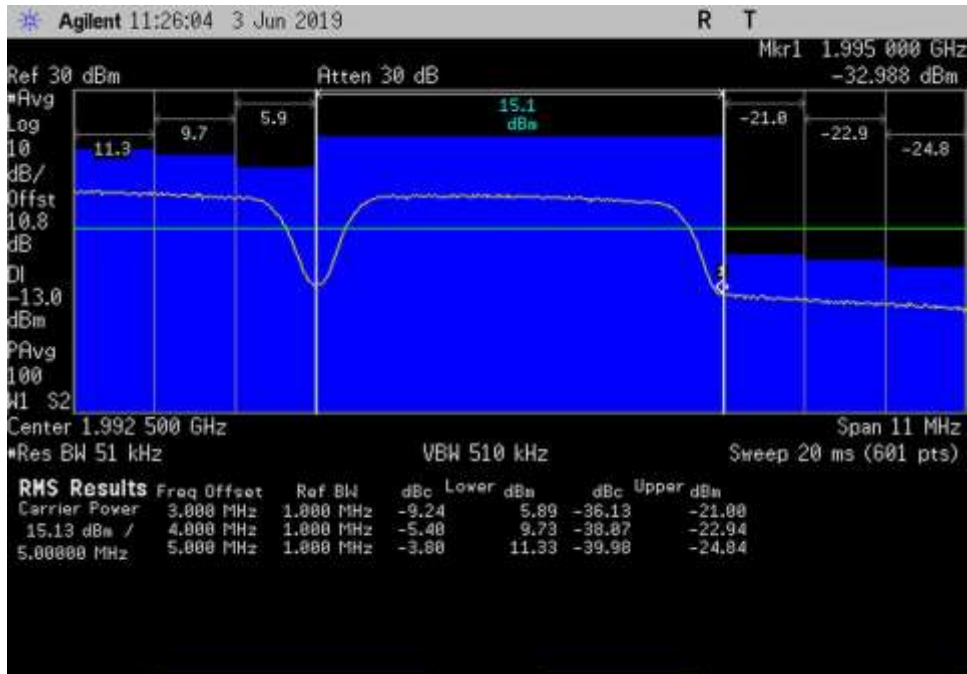 Agilent 11:26:04 3 Jun 2019 R T
Mkr1 1.995 000 GHz
Ref 30 dBm Atten 30 dB -32.988 dBm
#Avg
Log
10
dB/
Offst
10.8
dB
DI
-13.0
dBm
PAvg
100
W1 S2
11.3 9.7 5.9 15.1 dBm -21.0 -22.9 -24.8
1
Center 1.992 500 GHz Span 11 MHz
#Res BW 51 kHz VBW 510 kHz Sweep 20 ms (601 pts)
RMS Results Freq Offset Ref BW dBc Lower dBm dBc Upper dBm
Carrier Power 3.000 MHz 1.000 MHz -9.24 5.89 -36.13 -21.00
15.13 dBm / 4.000 MHz 1.000 MHz -5.40 9.73 -38.07 -22.94
5.00000 MHz 5.000 MHz 1.000 MHz -3.80 11.33 -39.98 -24.84